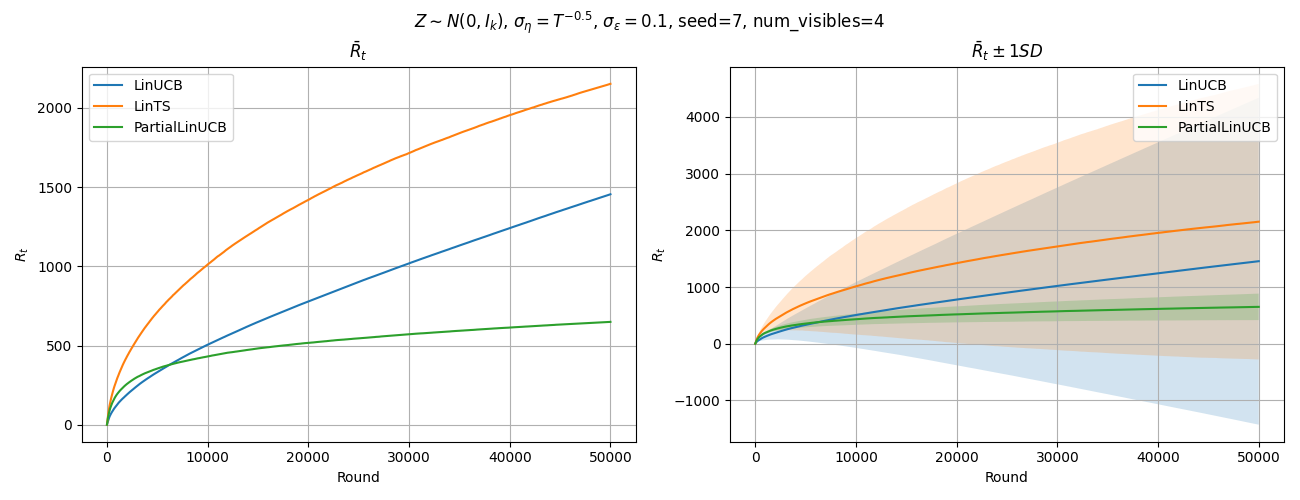 Z ∼ N(0, I_k), σ_η = T^{−0.5}, σ_ε = 0.1, seed=7, num_visibles=4
R̄_t
R_t
2000
1500
1000
500
0
LinUCB
LinTS
PartialLinUCB
0 10000 20000 30000 40000 50000
Round
R̄_t ± 1SD
R_t
4000
3000
2000
1000
0
−1000
LinUCB
LinTS
PartialLinUCB
0 10000 20000 30000 40000 50000
Round